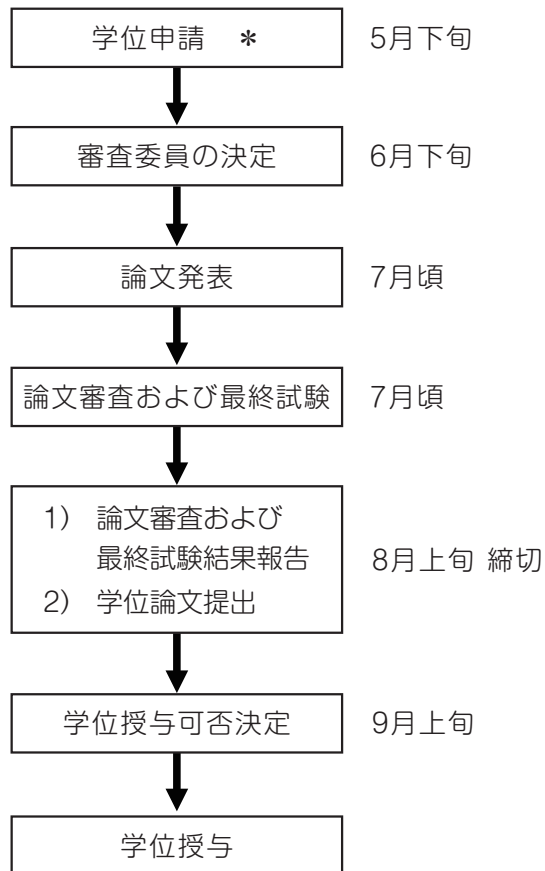 学位申請 ＊ 5月下旬
審査委員の決定 6月下旬
論文発表 7月頃
論文審査および最終試験 7月頃
1) 論文審査および
最終試験結果報告 8月上旬 締切
2) 学位論文提出
学位授与可否決定 9月上旬
学位授与